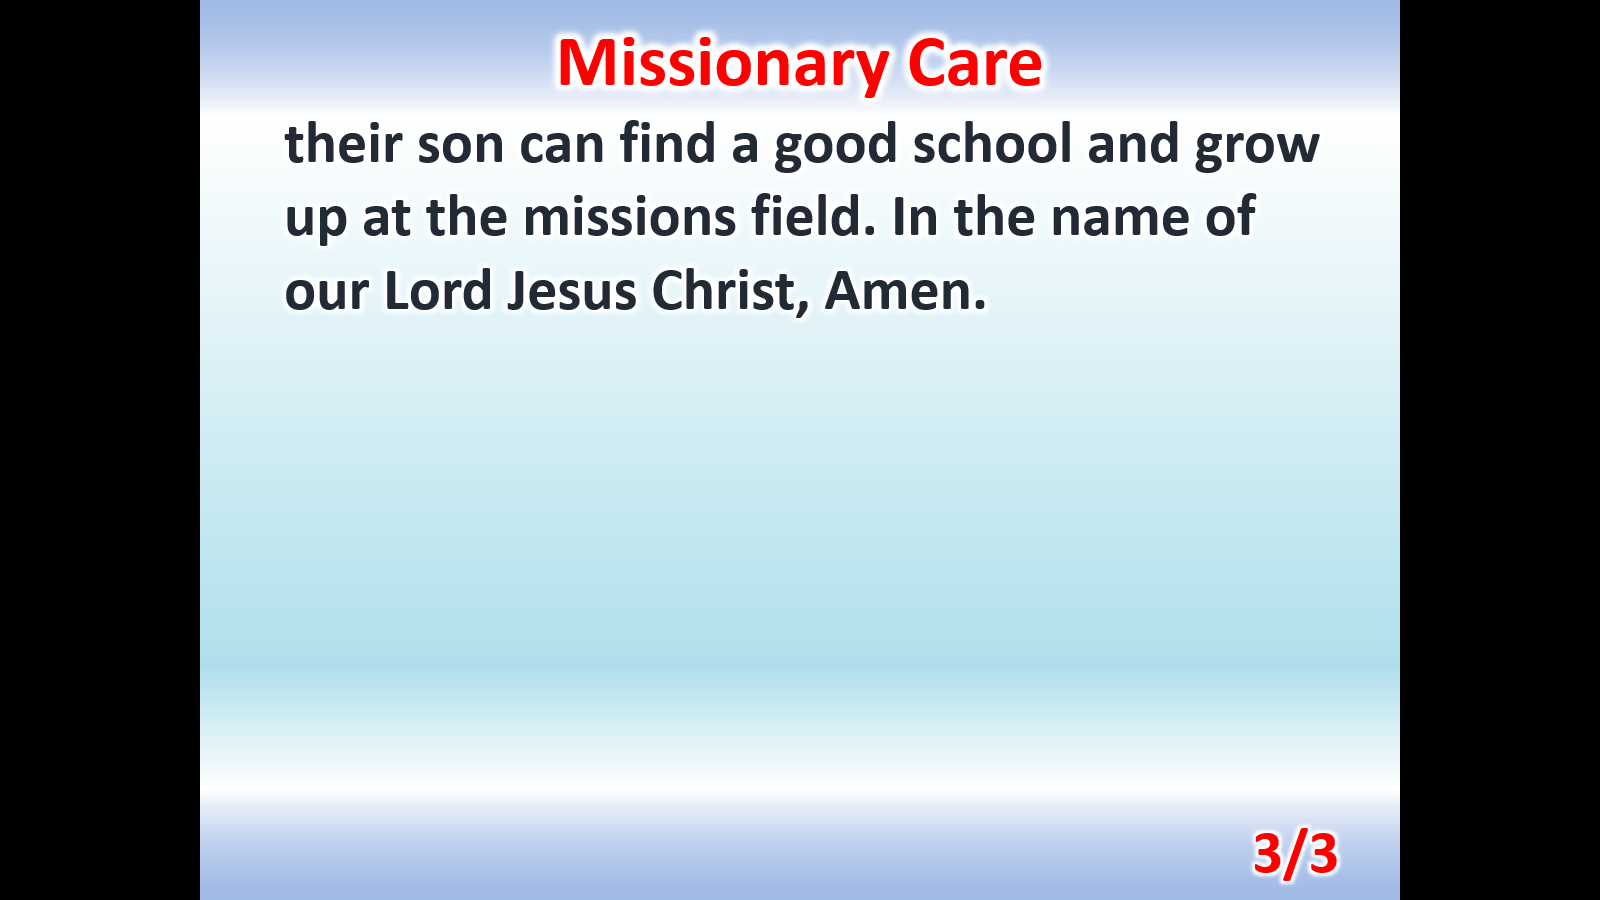 Missionary Care
their son can find a good school and grow
up at the missions field. In the name of
our Lord Jesus Christ, Amen.
3/3